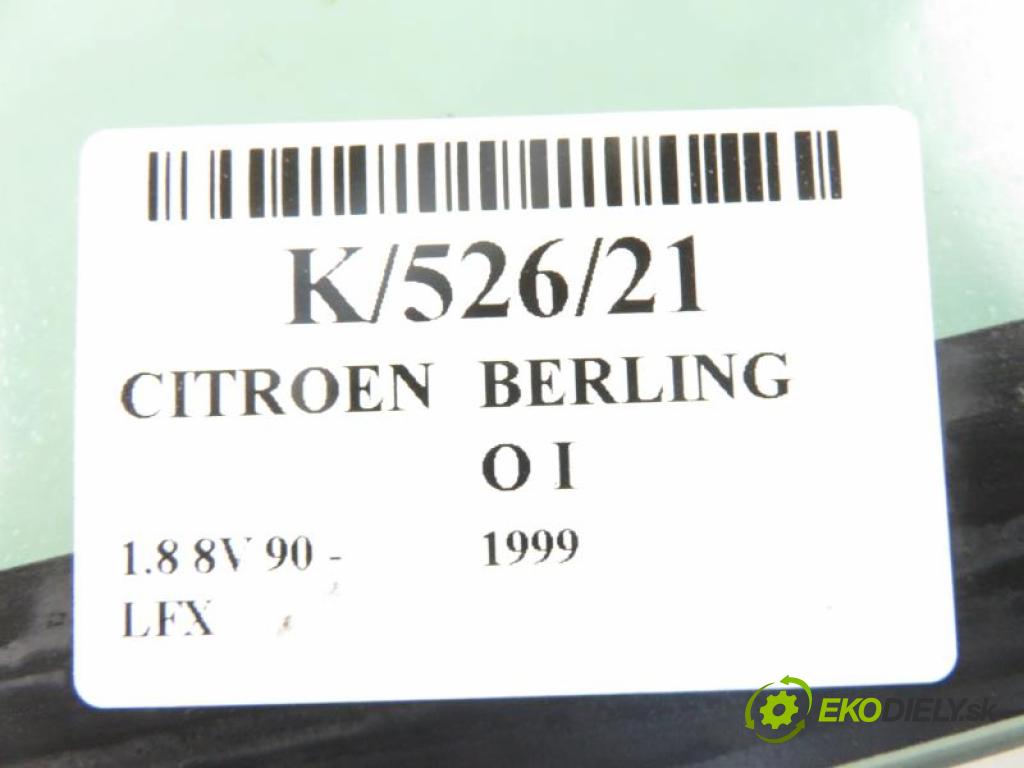 K/526/21
CITROEN BERLING
O I
1.8 8V 90 - 1999
LFX
EKODIELY.sk